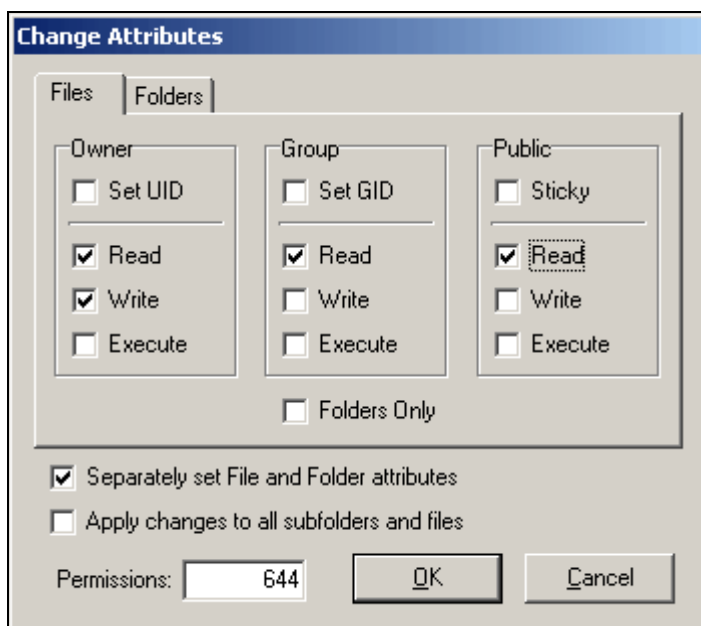 Change Attributes
Files Folders
Owner Group Public
Set UID Set GID Sticky
Read Read Read
Write Write Write
Execute Execute Execute
Folders Only
Separately set File and Folder attributes
Apply changes to all subfolders and files
Permissions: 644 OK Cancel